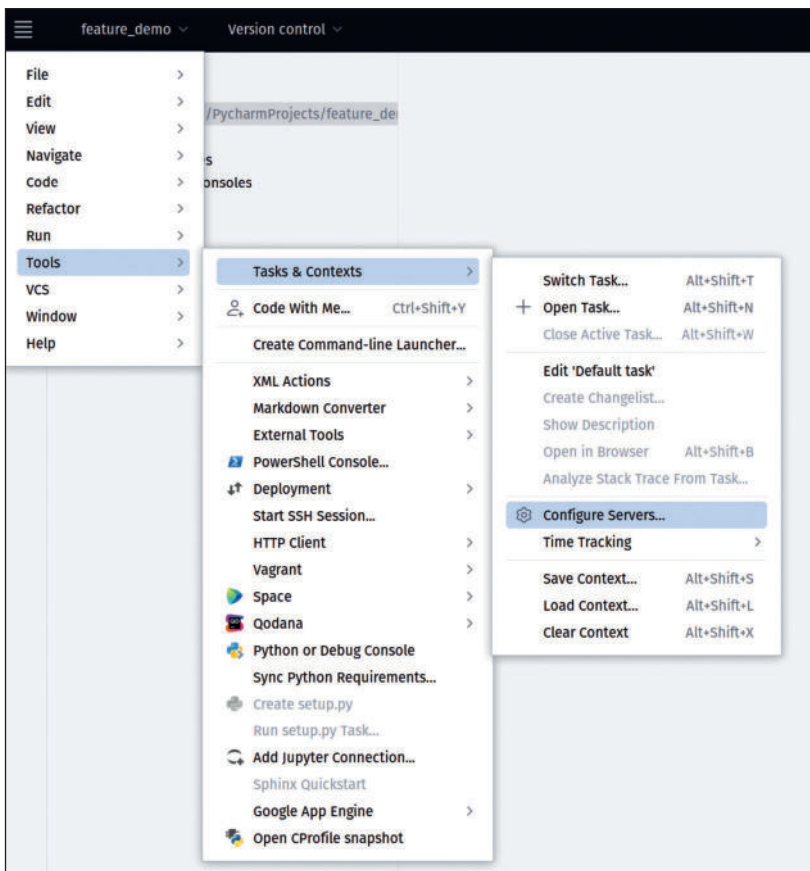 feature_demo Version control
File
Edit
View
Navigate
Code
Refactor
Run
Tools
VCS
Window
Help
/PycharmProjects/feature_de
s
onsoles
Tasks & Contexts
Code With Me... Ctrl+Shift+Y
Create Command-line Launcher...
XML Actions
Markdown Converter
External Tools
PowerShell Console...
Deployment
Start SSH Session...
HTTP Client
Vagrant
Space
Qodana
Python or Debug Console
Sync Python Requirements...
Create setup.py
Run setup.py Task...
Add Jupyter Connection...
Sphinx Quickstart
Google App Engine
Open CProfile snapshot
Switch Task... Alt+Shift+T
Open Task... Alt+Shift+N
Close Active Task... Alt+Shift+W
Edit 'Default task'
Create Changelist...
Show Description
Open in Browser Alt+Shift+B
Analyze Stack Trace From Task...
Configure Servers...
Time Tracking
Save Context... Alt+Shift+S
Load Context... Alt+Shift+L
Clear Context Alt+Shift+X